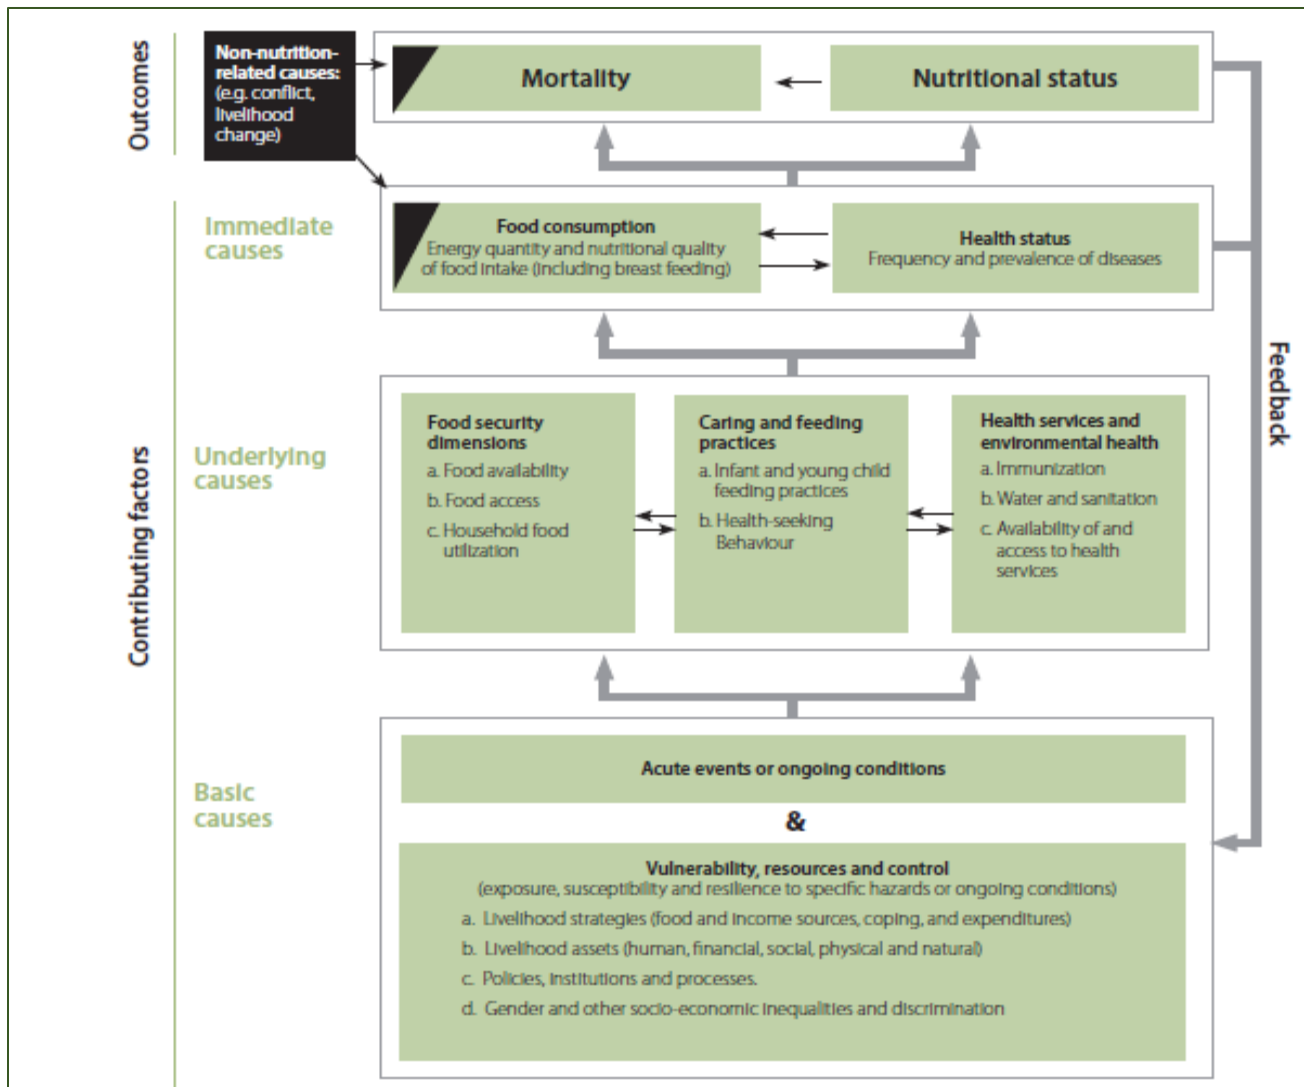 Outcomes
Non-nutrition-
related causes:
(e.g. conflict,
livelihood
change)
Mortality
Nutritional status
Contributing factors
Immediate
causes
Food consumption
Energy quantity and nutritional quality
of food intake (including breast feeding)
Health status
Frequency and prevalence of diseases
Feedback
Underlying
causes
Food security
dimensions
a. Food availability
b. Food access
c. Household food
utilization
Caring and feeding
practices
a. Infant and young child
feeding practices
b. Health-seeking
Behaviour
Health services and
environmental health
a. Immunization
b. Water and sanitation
c. Availability of and
access to health
services
Basic
causes
Acute events or ongoing conditions
&
Vulnerability, resources and control
(exposure, susceptibility and resilience to specific hazards or ongoing conditions)
a. Livelihood strategies (food and income sources, coping, and expenditures)
b. Livelihood assets (human, financial, social, physical and natural)
c. Policies, institutions and processes.
d. Gender and other socio-economic inequalities and discrimination